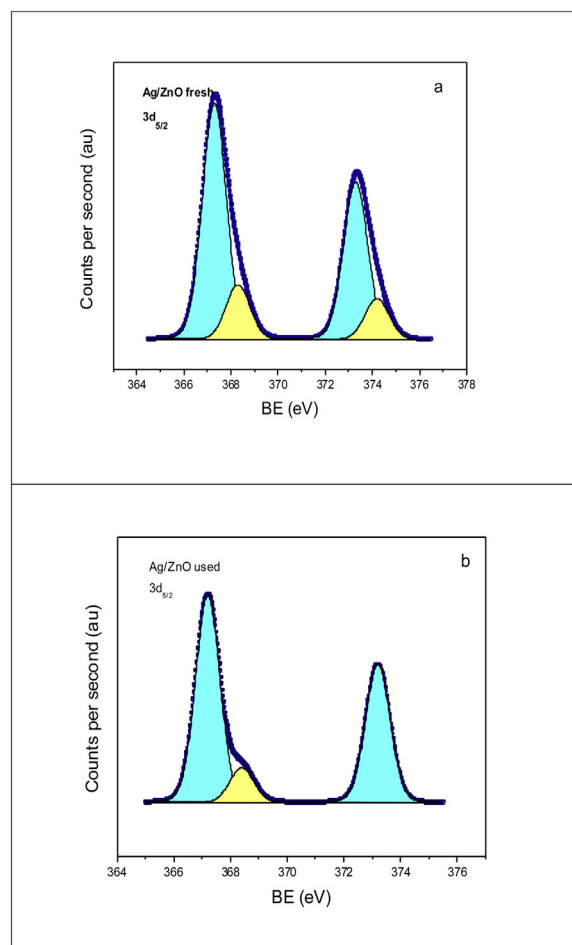 a
Ag/ZnO fresh
3d5/2
Counts per second (au)
364 366 368 370 372 374 376 378
BE (eV)
b
Ag/ZnO used
3d5/2
Counts per second (au)
364 366 368 370 372 374 376
BE (eV)